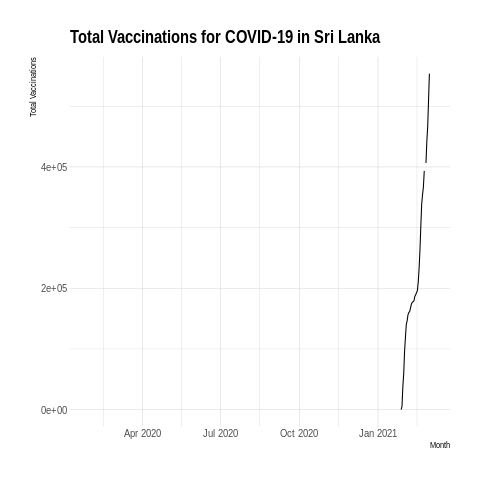 Total Vaccinations for COVID-19 in Sri Lanka
Total Vaccinations
4e+05
2e+05
0e+00
Apr 2020 Jul 2020 Oct 2020 Jan 2021
Month